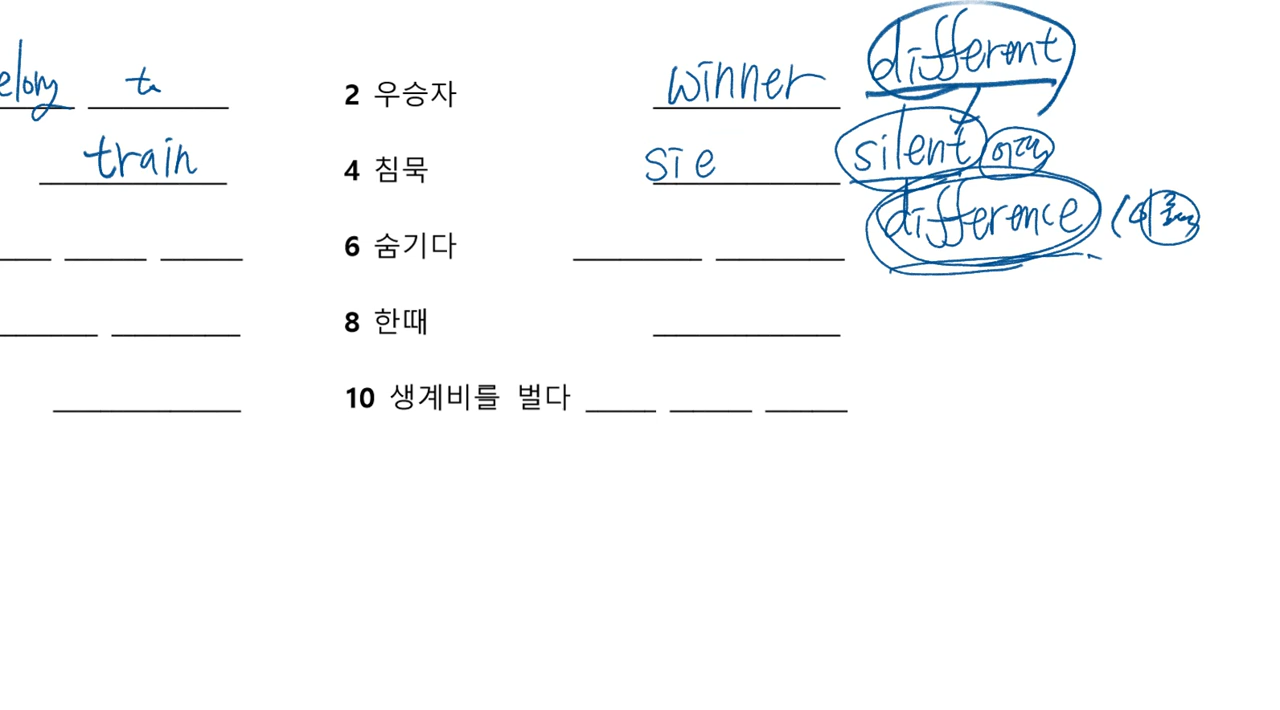 different
elong to 2 우승자 winner
train 4 침묵 sie silent
difference
6 숨기다
8 한때
10 생계비를 벌다